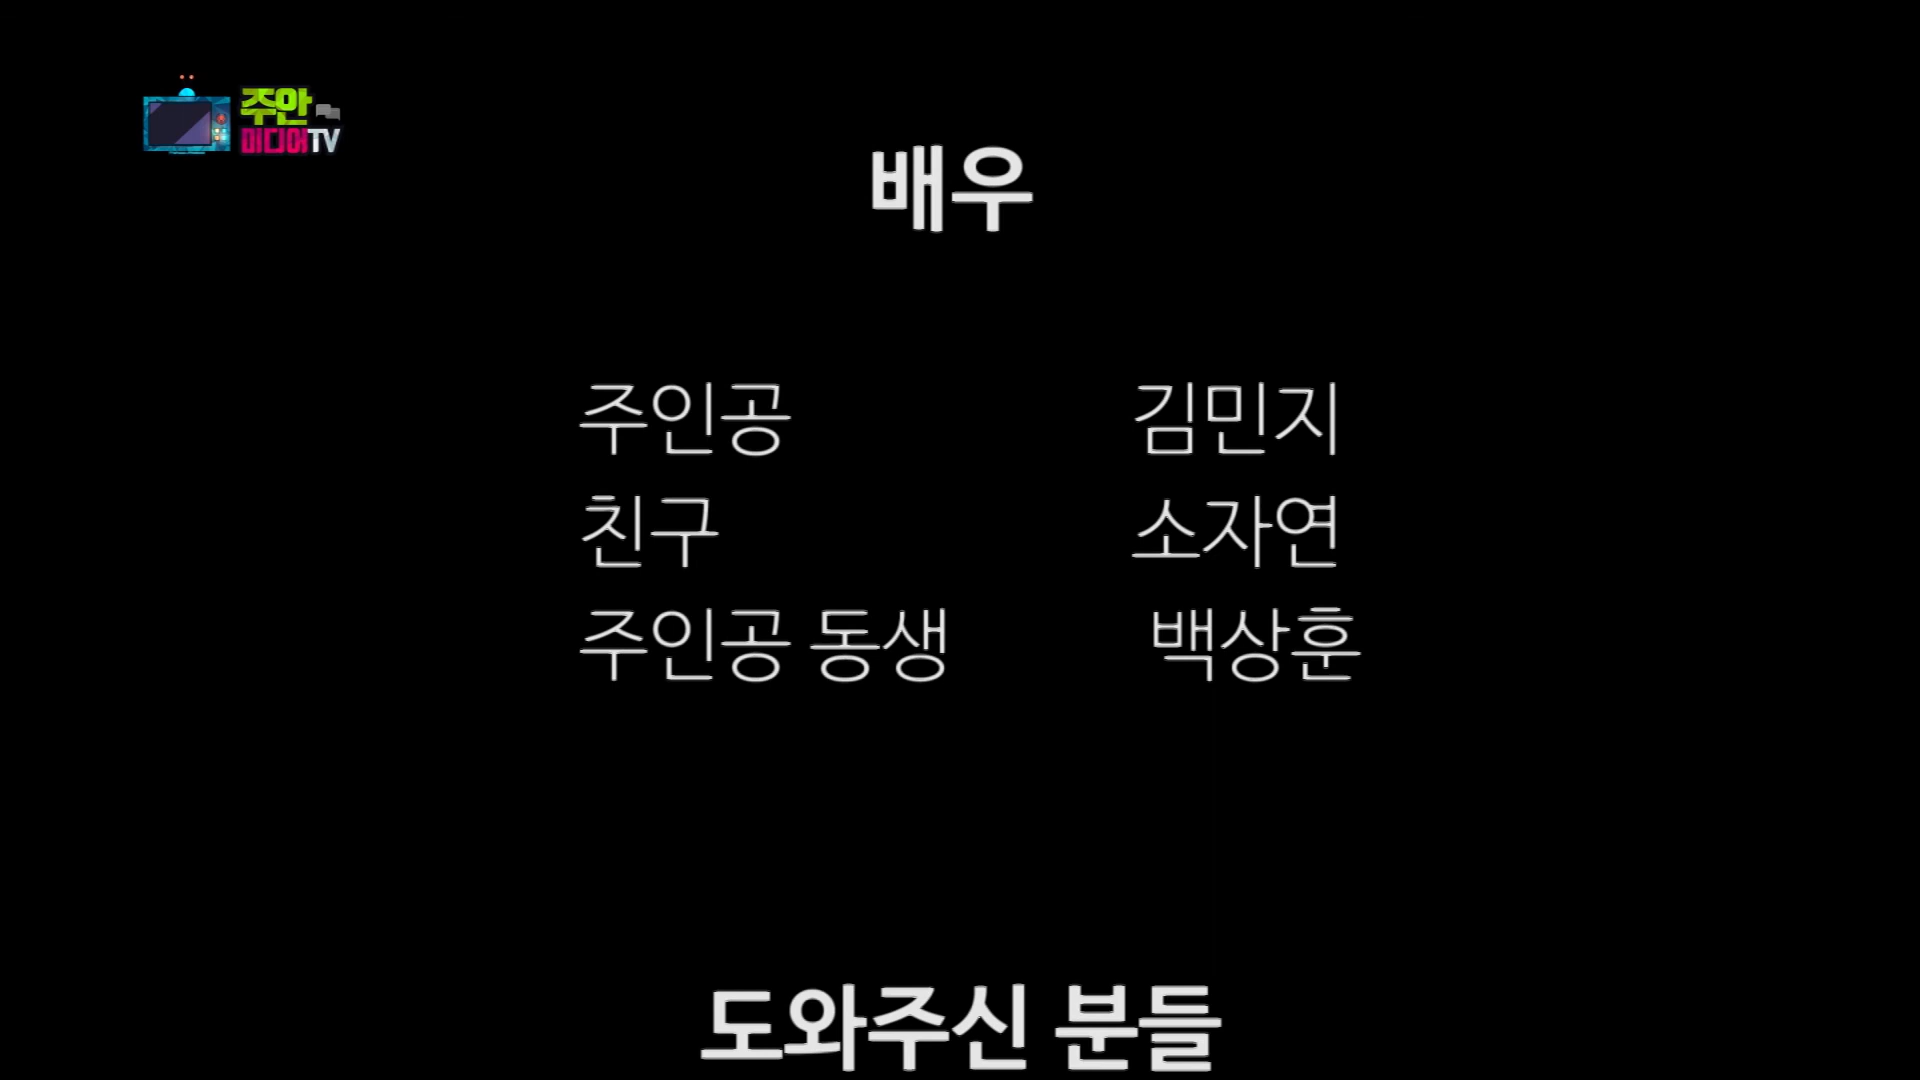 주안
미디어TV
배우
주인공 김민지
친구 소자연
주인공 동생 백상훈
도와주신 분들